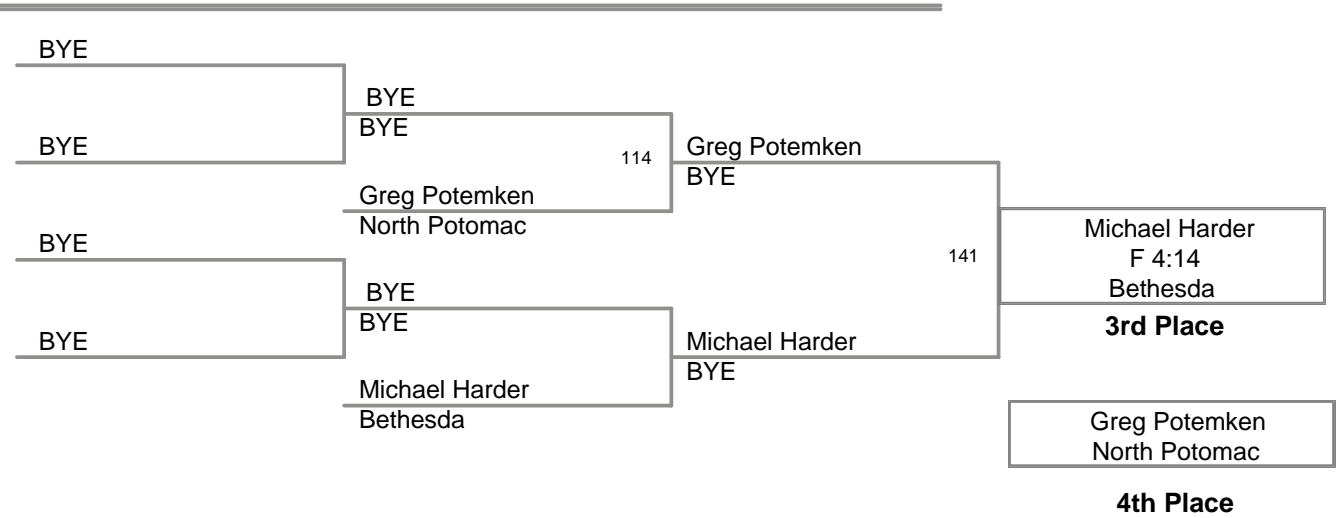 BYE
BYE
BYE
BYE
114
Greg Potemken
BYE
Greg Potemken
North Potomac
BYE
141
Michael Harder
F 4:14
Bethesda
3rd Place
BYE
BYE
BYE
Michael Harder
BYE
Michael Harder
Bethesda
Greg Potemken
North Potomac
4th Place